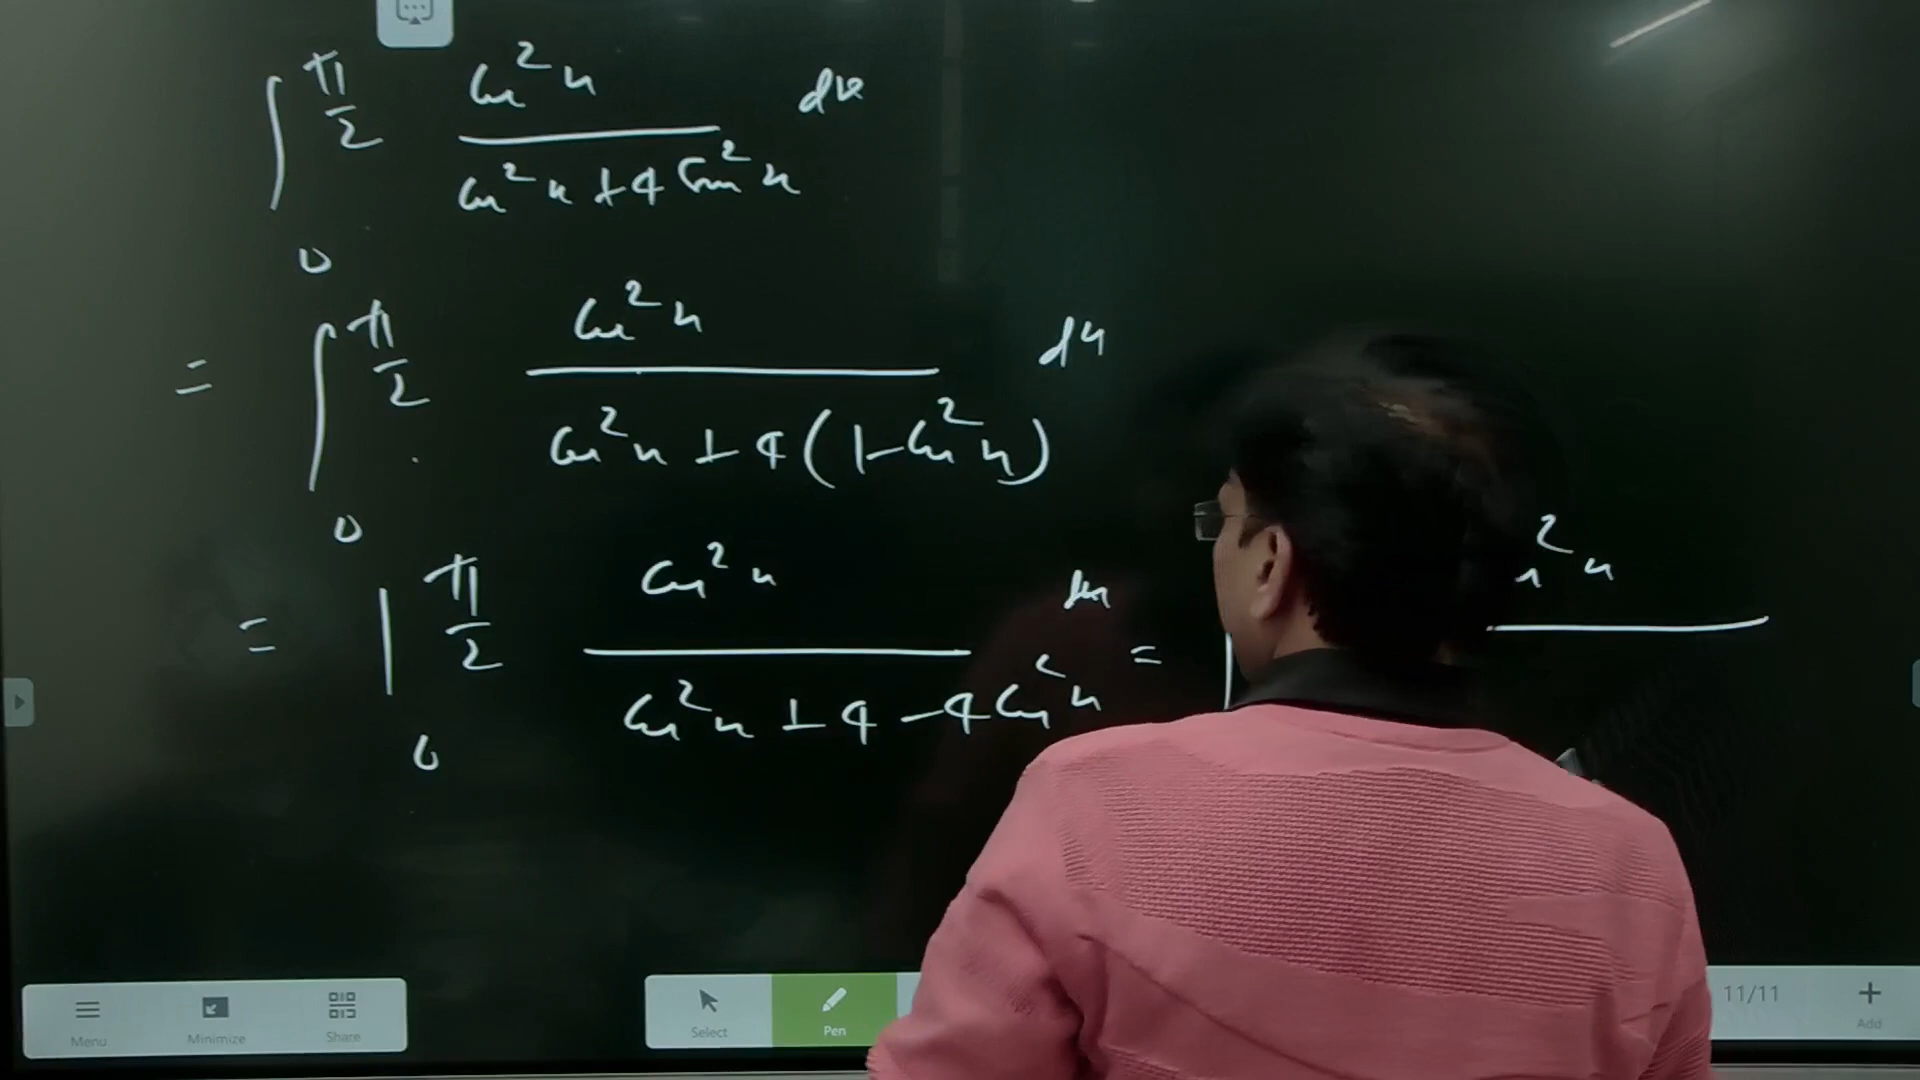 ∫₀^(π/2) cos²x / (cos²x + 4 sin²x) dx
= ∫₀^(π/2) cos²x / (cos²x + 4(1 - cos²x)) dx
= ∫₀^(π/2) cos²x / (cos²x + 4 - 4cos²x) dx =
Menu
Minimize
Share
Select
Pen
11/11
Add